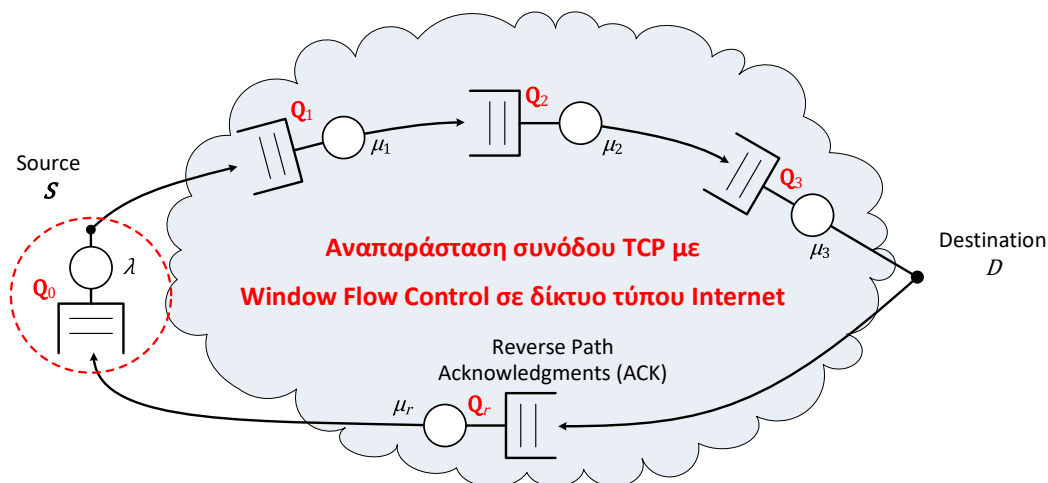 Q1
μ1
Q2
μ2
Q3
μ3
Source
S
Q0
λ
Αναπαράσταση συνόδου TCP με
Window Flow Control σε δίκτυο τύπου Internet
Destination
D
Reverse Path
Acknowledgments (ACK)
μr
Qr